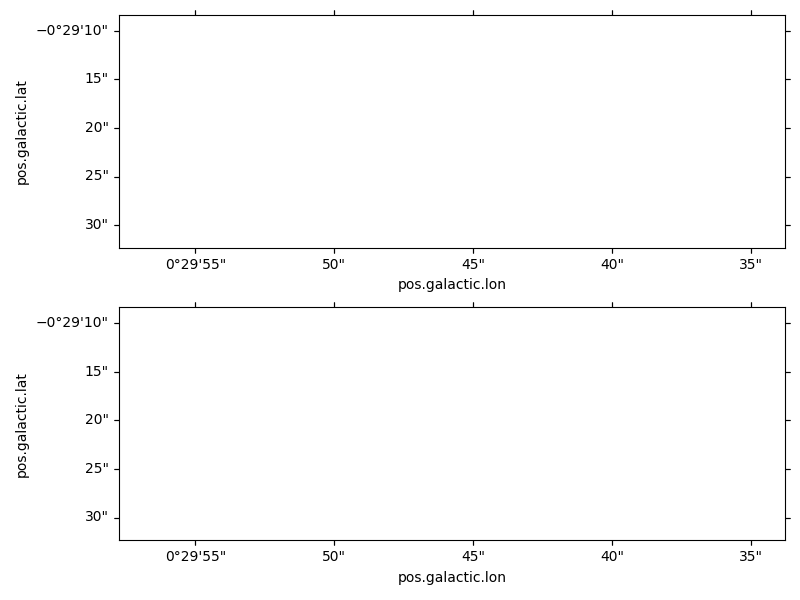 −0°29'10"
15"
20"
25"
30"
pos.galactic.lat
0°29'55" 50" 45" 40" 35"
pos.galactic.lon
−0°29'10"
15"
20"
25"
30"
pos.galactic.lat
0°29'55" 50" 45" 40" 35"
pos.galactic.lon